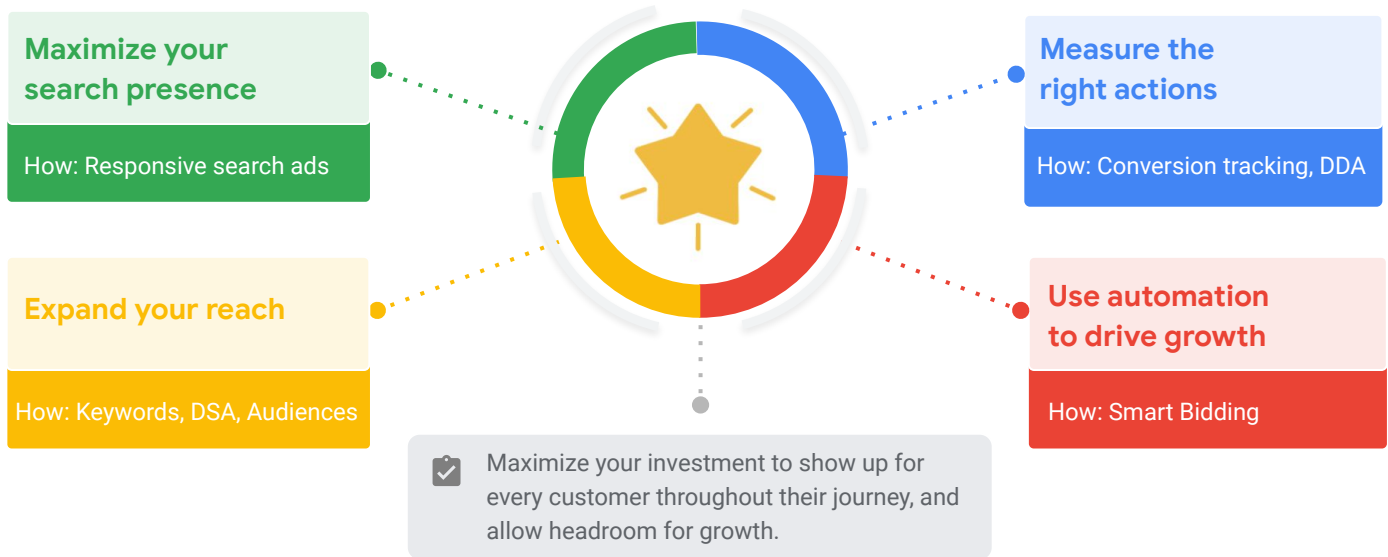 Maximize your
search presence
How: Responsive search ads
Measure the
right actions
How: Conversion tracking, DDA
Expand your reach
How: Keywords, DSA, Audiences
Use automation
to drive growth
How: Smart Bidding
Maximize your investment to show up for
every customer throughout their journey, and
allow headroom for growth.